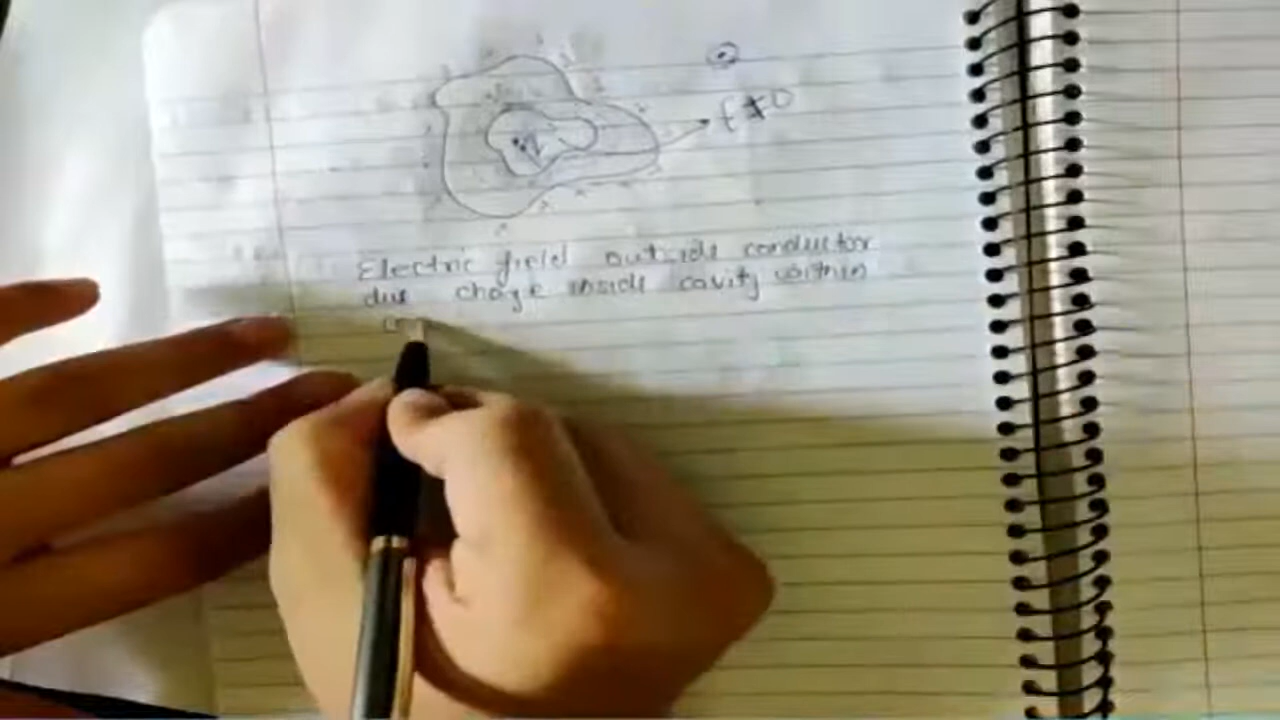 q
E ≠ 0
Electric field outside conductor
due charge inside cavity within